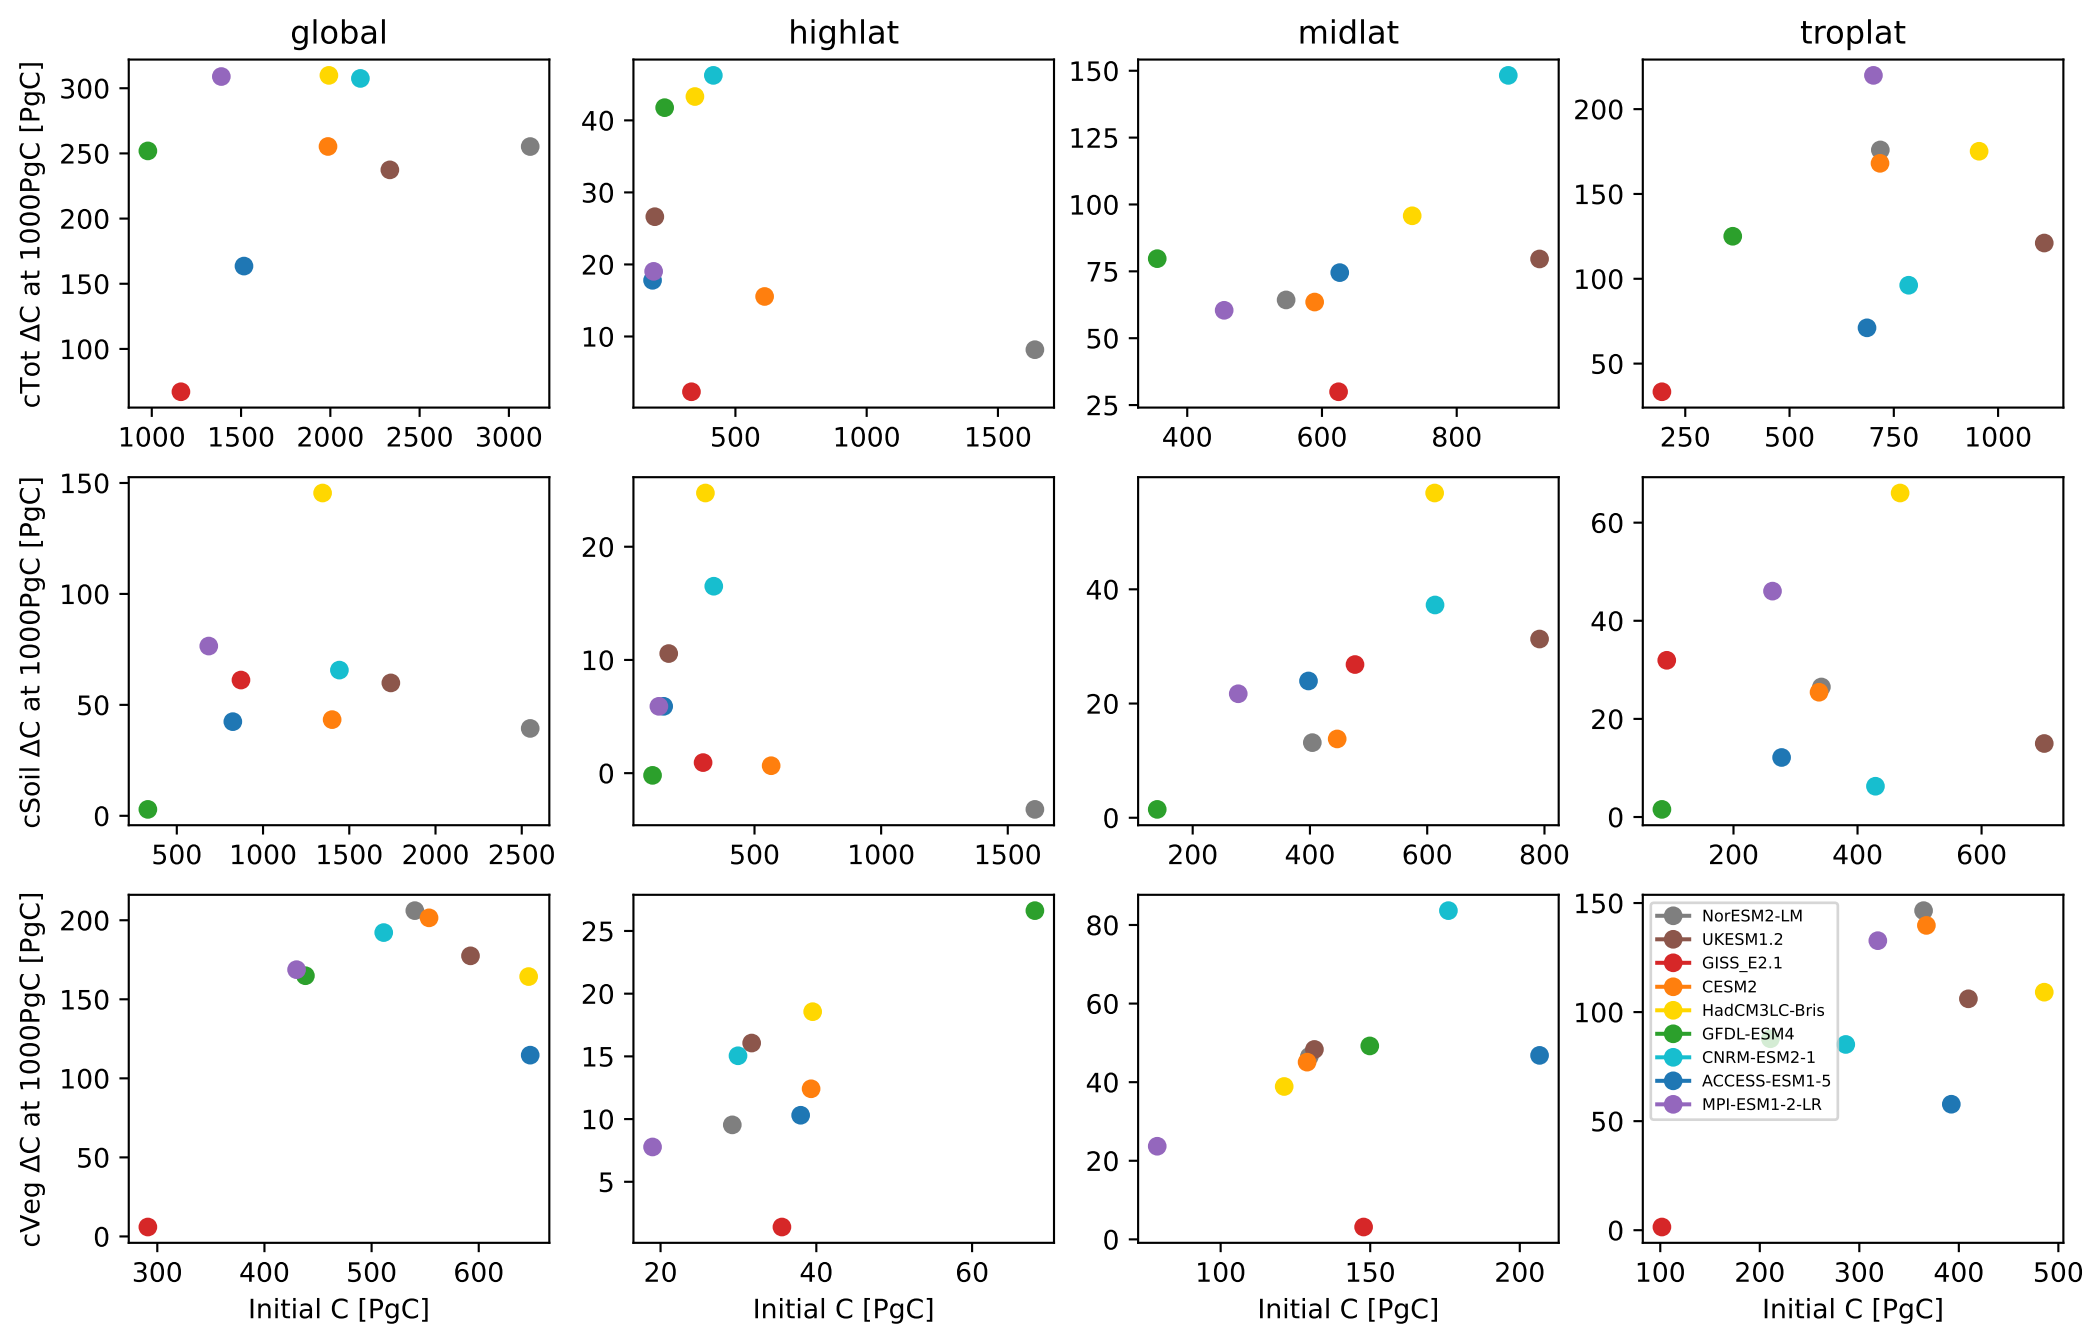 global
highlat
midlat
troplat
cTot ΔC at 1000PgC [PgC]
300
250
200
150
100
1000 1500 2000 2500 3000
40
30
20
10
500 1000 1500
150
125
100
75
50
25
400 600 800
200
150
100
50
250 500 750 1000
cSoil ΔC at 1000PgC [PgC]
150
100
50
0
500 1000 1500 2000 2500
20
10
0
500 1000 1500
40
20
0
200 400 600 800
60
40
20
0
200 400 600
cVeg ΔC at 1000PgC [PgC]
200
150
100
50
0
300 400 500 600
Initial C [PgC]
25
20
15
10
5
20 40 60
Initial C [PgC]
80
60
40
20
0
100 150 200
Initial C [PgC]
150
100
50
0
NorESM2-LM
UKESM1.2
GISS_E2.1
CESM2
HadCM3LC-Bris
GFDL-ESM4
CNRM-ESM2-1
ACCESS-ESM1-5
MPI-ESM1-2-LR
100 200 300 400 500
Initial C [PgC]